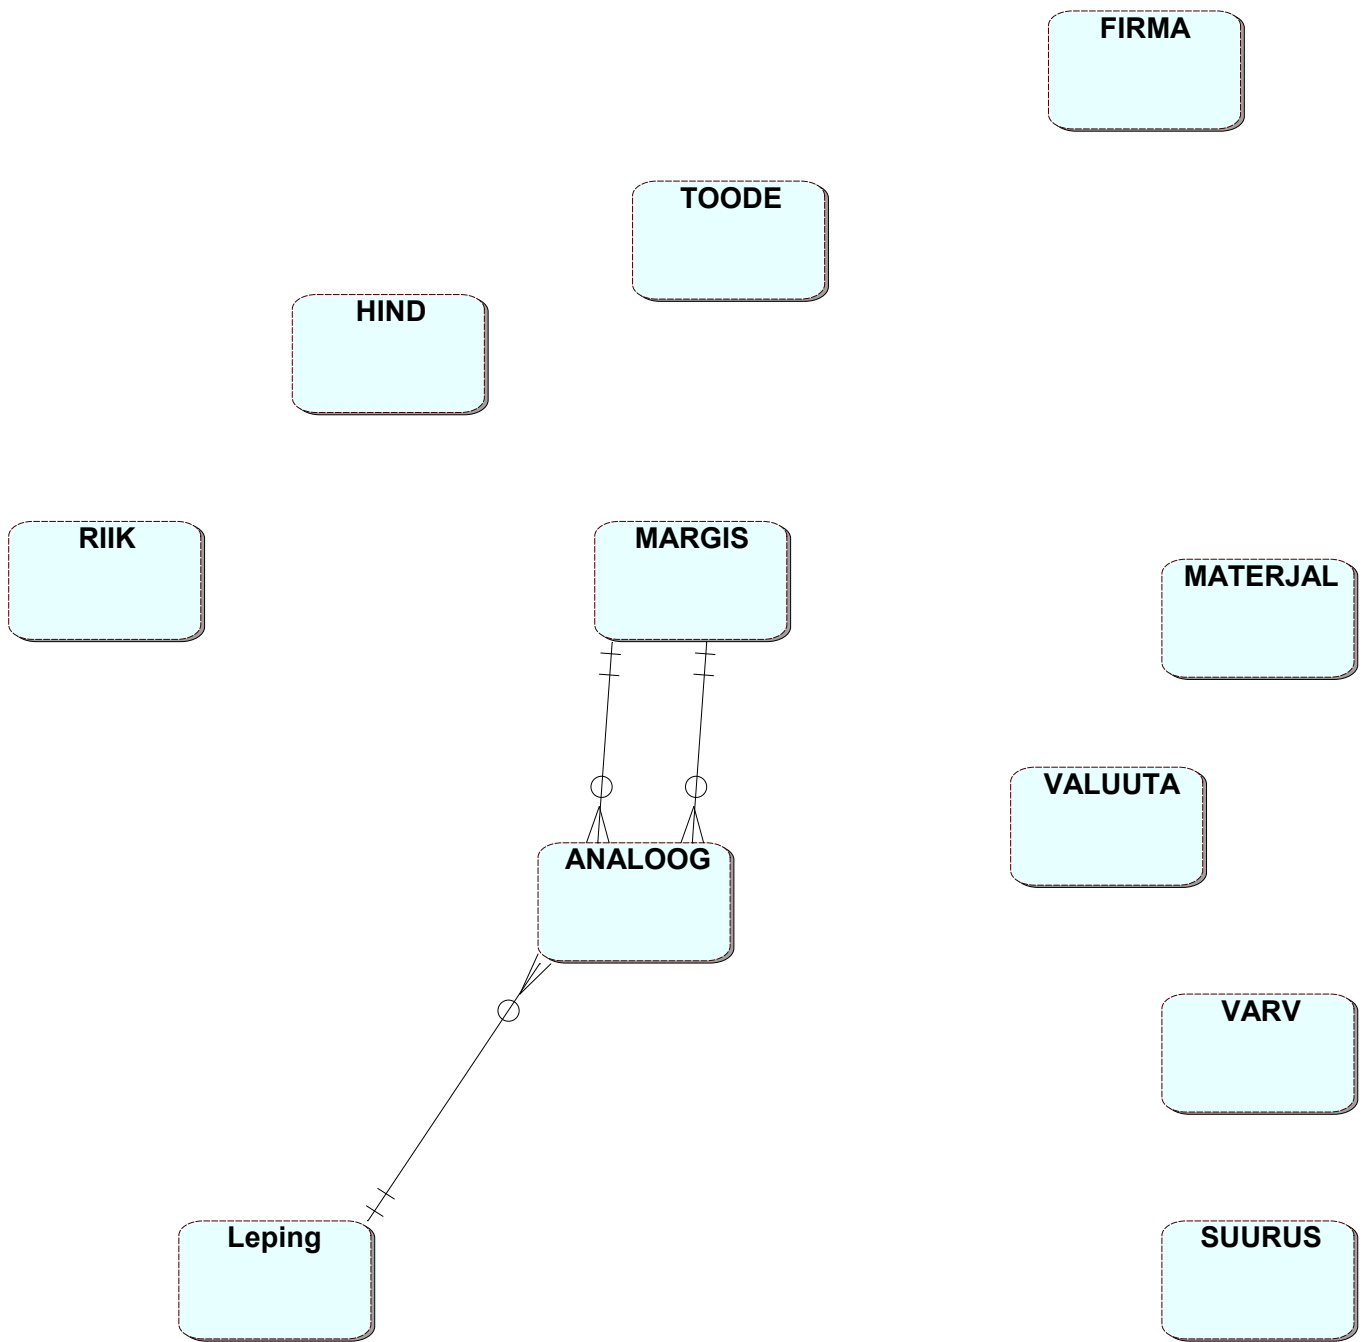 FIRMA
TOODE
HIND
RIIK
MARGIS
MATERJAL
VALUUTA
ANALOOG
VARV
Leping
SUURUS